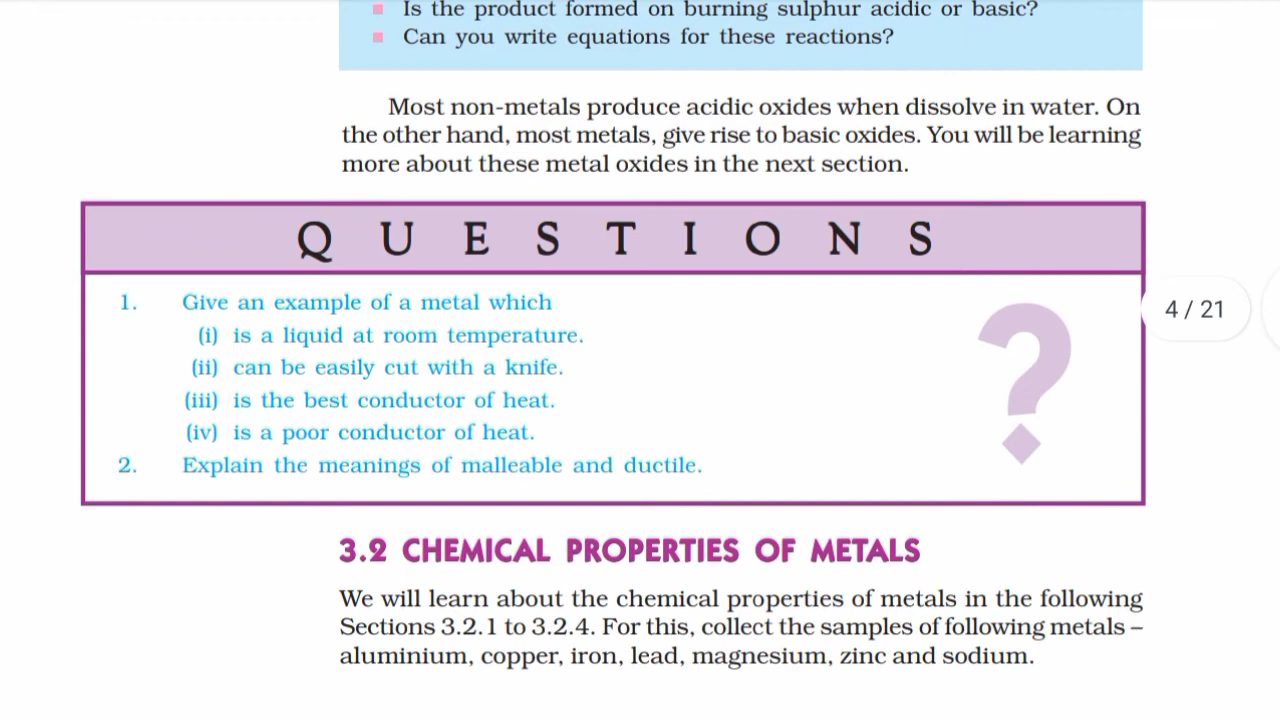 Is the product formed on burning sulphur acidic or basic?
Can you write equations for these reactions?
Most non-metals produce acidic oxides when dissolve in water. On
the other hand, most metals, give rise to basic oxides. You will be learning
more about these metal oxides in the next section.
Q U E S T I O N S
1. Give an example of a metal which
(i) is a liquid at room temperature.
(ii) can be easily cut with a knife.
(iii) is the best conductor of heat.
(iv) is a poor conductor of heat.
2. Explain the meanings of malleable and ductile.
?
4 / 21
3.2 CHEMICAL PROPERTIES OF METALS
We will learn about the chemical properties of metals in the following
Sections 3.2.1 to 3.2.4. For this, collect the samples of following metals –
aluminium, copper, iron, lead, magnesium, zinc and sodium.